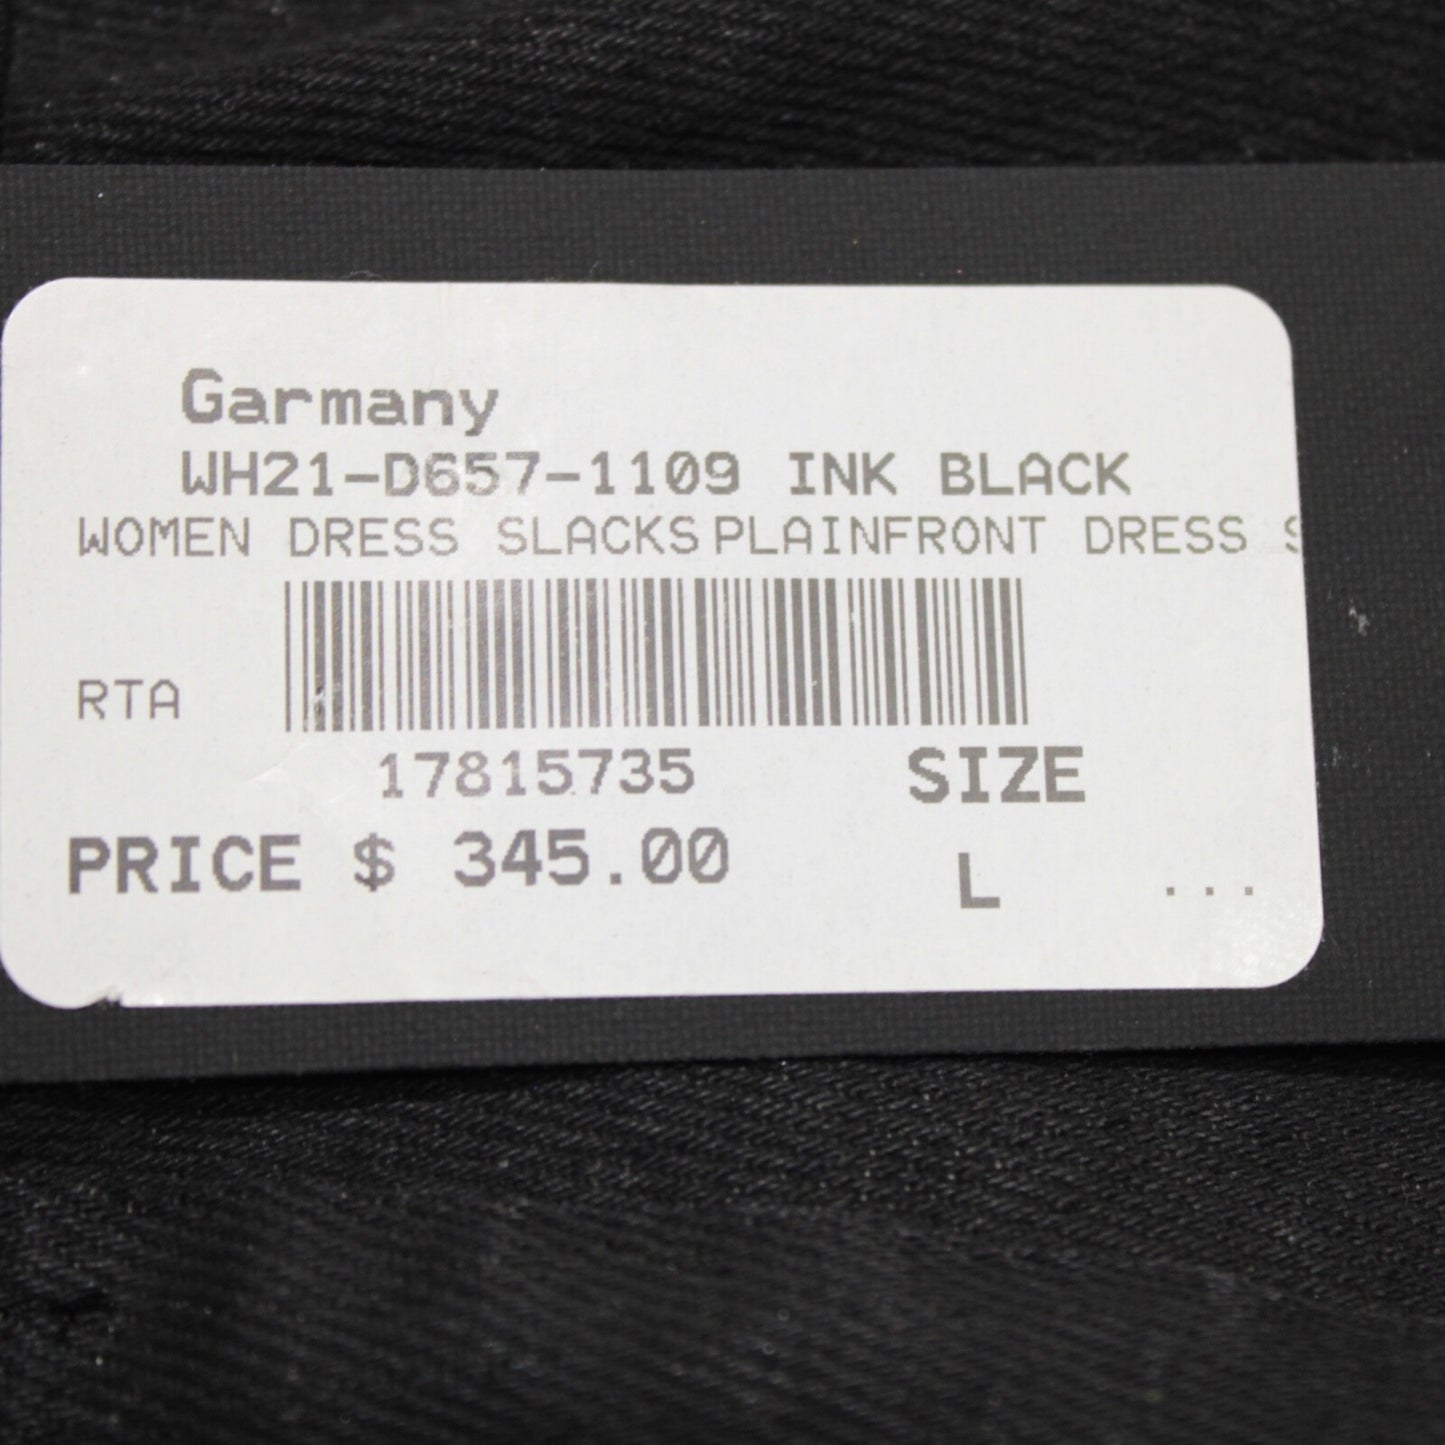 Garmany
WH21-D657-1109 INK BLACK
WOMEN DRESS SLACKS PLAINFRONT DRESS S
RTA
17815735
SIZE
PRICE $ 345.00
L ...